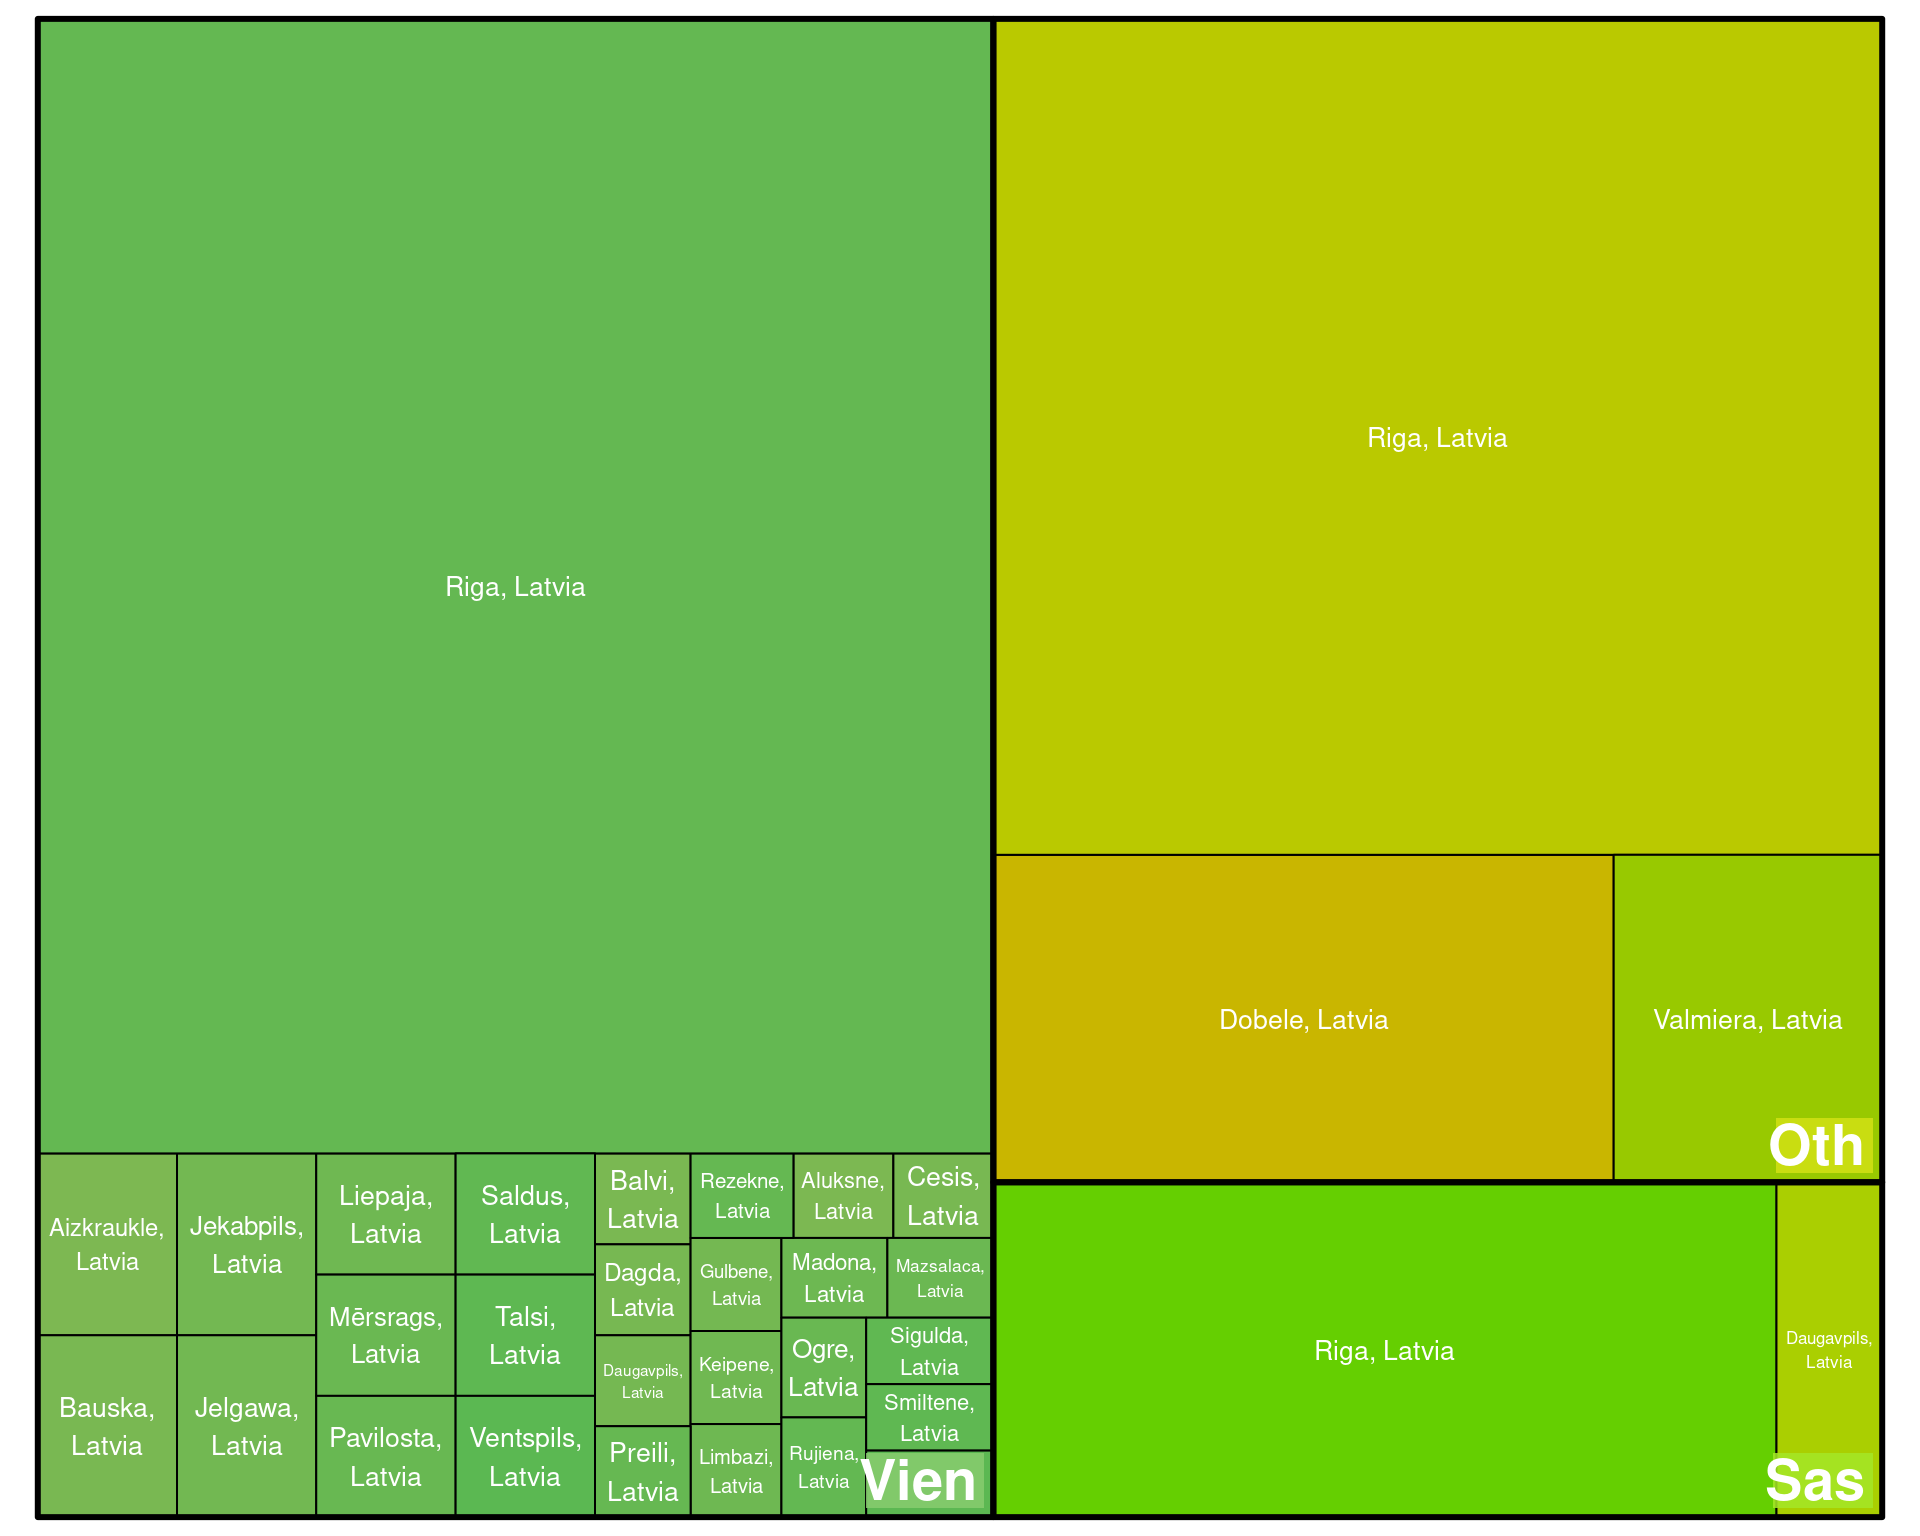 Riga, Latvia
Aizkraukle,
Latvia
Jekabpils,
Latvia
Bauska,
Latvia
Jelgawa,
Latvia
Liepaja,
Latvia
Mērsrags,
Latvia
Pavilosta,
Latvia
Saldus,
Latvia
Talsi,
Latvia
Ventspils,
Latvia
Balvi,
Latvia
Dagda,
Latvia
Daugavpils,
Latvia
Preili,
Latvia
Rezekne,
Latvia
Aluksne,
Latvia
Cesis,
Latvia
Gulbene,
Latvia
Keipene,
Latvia
Limbazi,
Latvia
Madona,
Latvia
Mazsalaca,
Latvia
Ogre,
Latvia
Rujiena,
Latvia
Sigulda,
Latvia
Smiltene,
Latvia
Vien
Riga, Latvia
Dobele, Latvia
Valmiera, Latvia
Oth
Riga, Latvia
Daugavpils,
Latvia
Sas